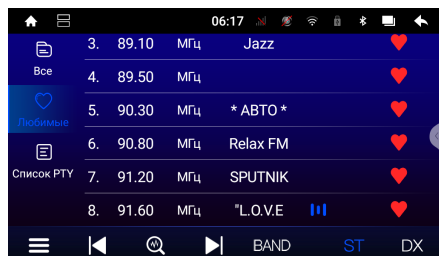 06:17
3. 89.10 МГц Jazz
Все
4. 89.50 МГц
5. 90.30 МГц * АВТО *
Любимые
6. 90.80 МГц Relax FM
Список PTY
7. 91.20 МГц SPUTNIK
8. 91.60 МГц "L.O.V.E
BAND ST DX